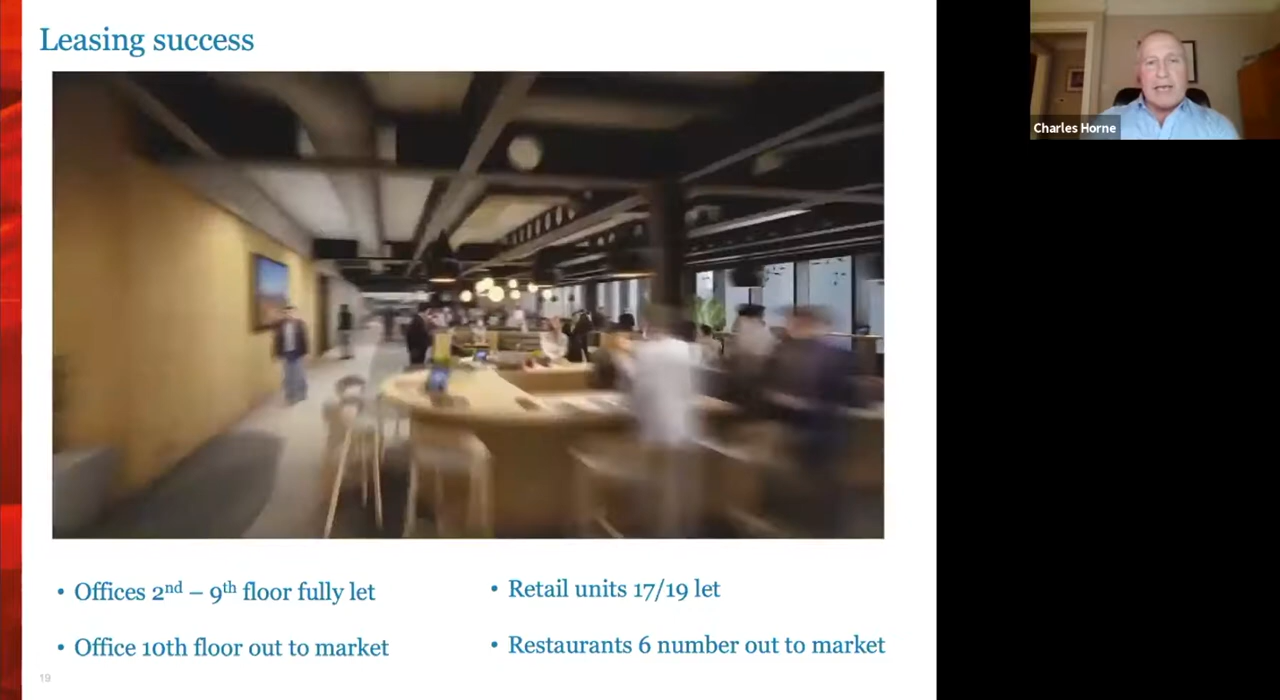 Leasing success
Charles Horne
• Offices 2nd – 9th floor fully let
• Retail units 17/19 let
• Office 10th floor out to market
• Restaurants 6 number out to market
19